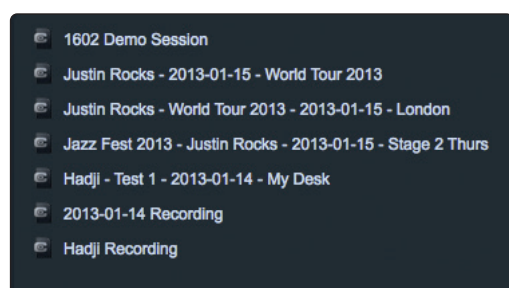 1602 Demo Session
Justin Rocks - 2013-01-15 - World Tour 2013
Justin Rocks - World Tour 2013 - 2013-01-15 - London
Jazz Fest 2013 - Justin Rocks - 2013-01-15 - Stage 2 Thurs
Hadji - Test 1 - 2013-01-14 - My Desk
2013-01-14 Recording
Hadji Recording